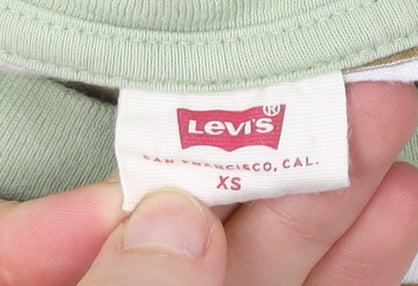 Levi's®
SAN FRANCISCO, CAL.
XS